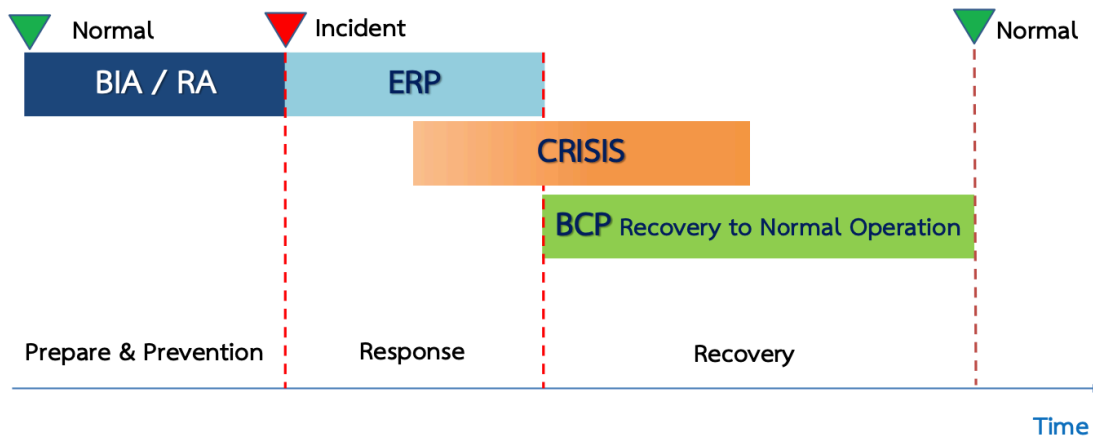 Normal
Incident
Normal
BIA / RA
ERP
CRISIS
BCP Recovery to Normal Operation
Prepare & Prevention
Response
Recovery
Time